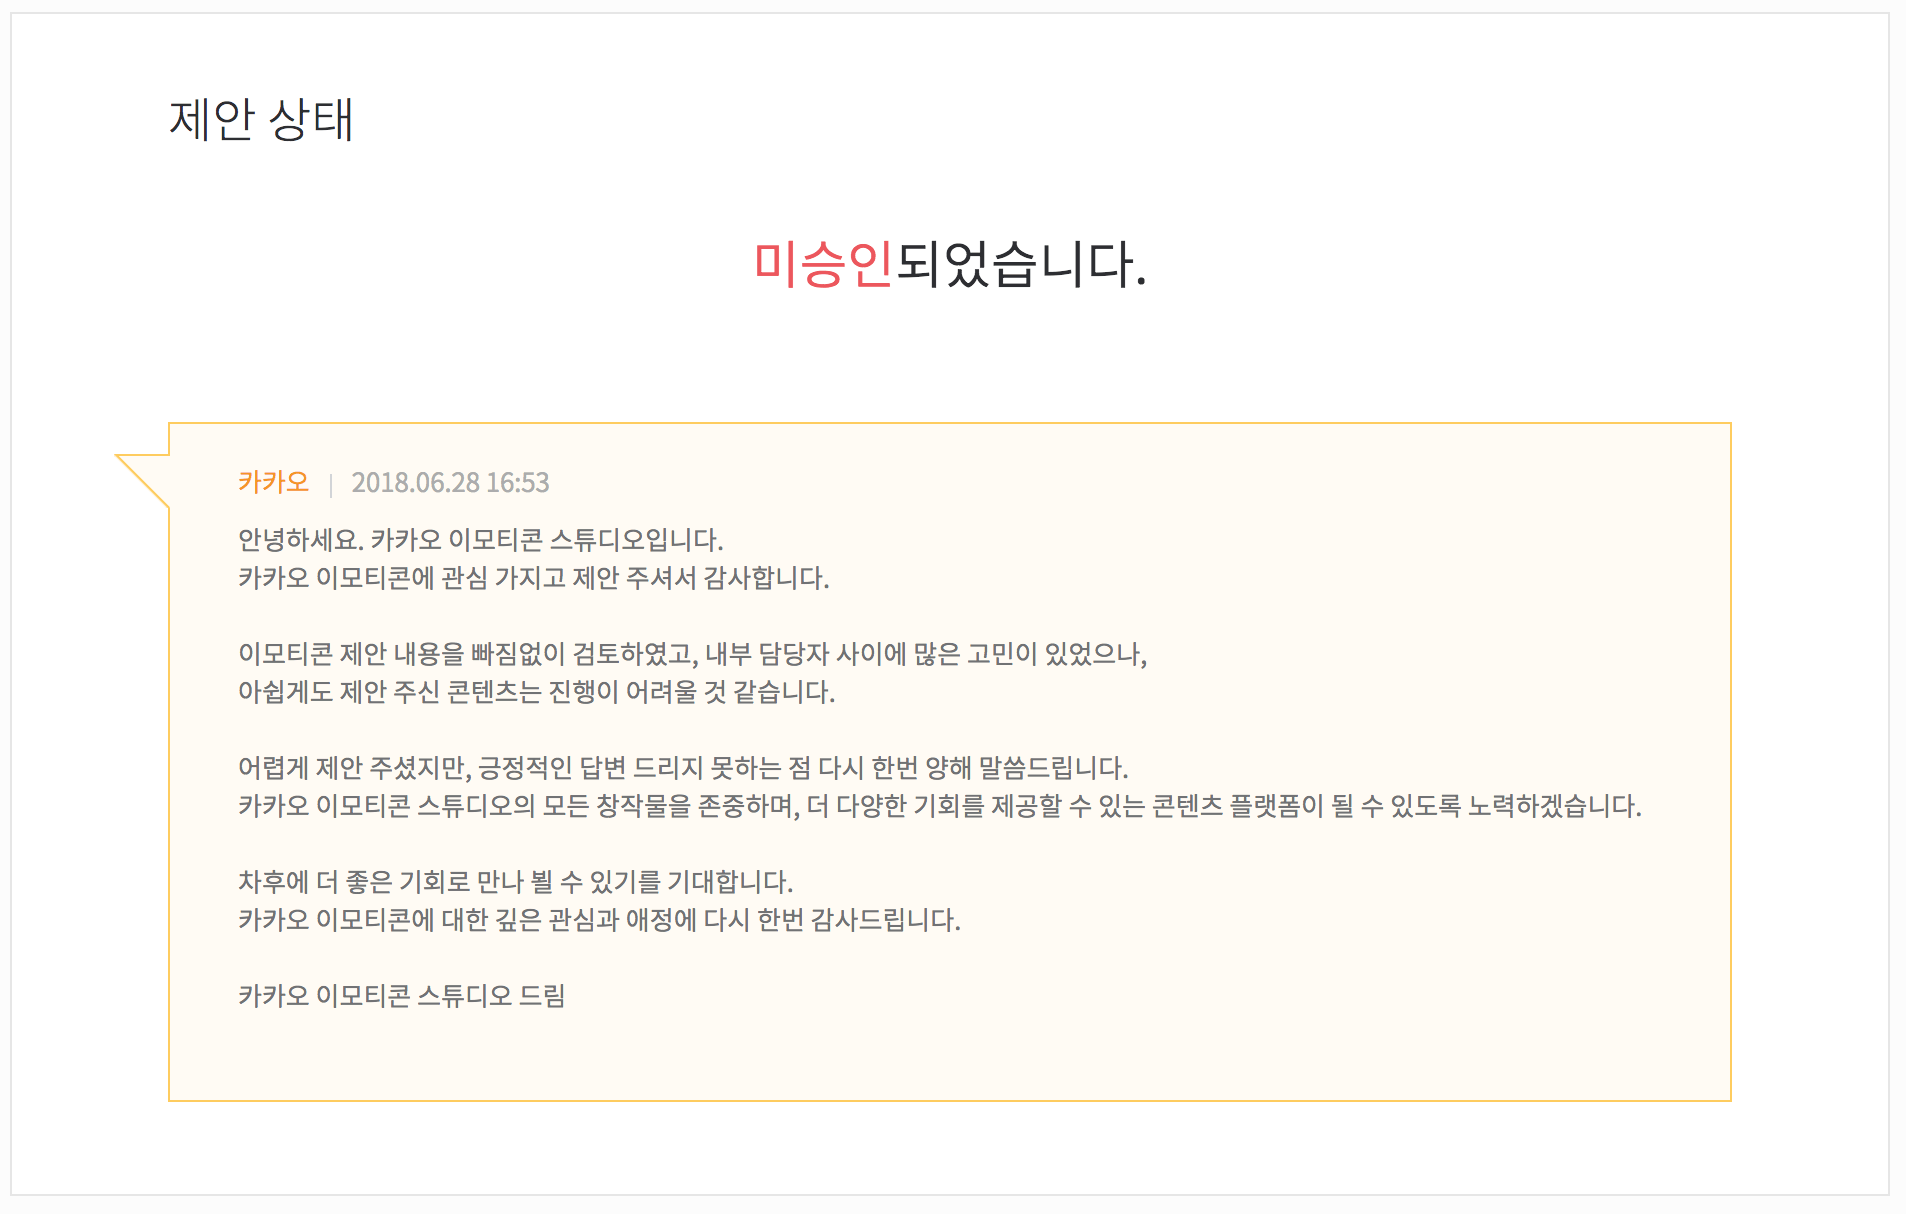 제안 상태
미승인되었습니다.
카카오 | 2018.06.28 16:53
안녕하세요. 카카오 이모티콘 스튜디오입니다.
카카오 이모티콘에 관심 가지고 제안 주셔서 감사합니다.
이모티콘 제안 내용을 빠짐없이 검토하였고, 내부 담당자 사이에 많은 고민이 있었으나,
아쉽게도 제안 주신 콘텐츠는 진행이 어려울 것 같습니다.
어렵게 제안 주셨지만, 긍정적인 답변 드리지 못하는 점 다시 한번 양해 말씀드립니다.
카카오 이모티콘 스튜디오의 모든 창작물을 존중하며, 더 다양한 기회를 제공할 수 있는 콘텐츠 플랫폼이 될 수 있도록 노력하겠습니다.
차후에 더 좋은 기회로 만나 뵐 수 있기를 기대합니다.
카카오 이모티콘에 대한 깊은 관심과 애정에 다시 한번 감사드립니다.
카카오 이모티콘 스튜디오 드림